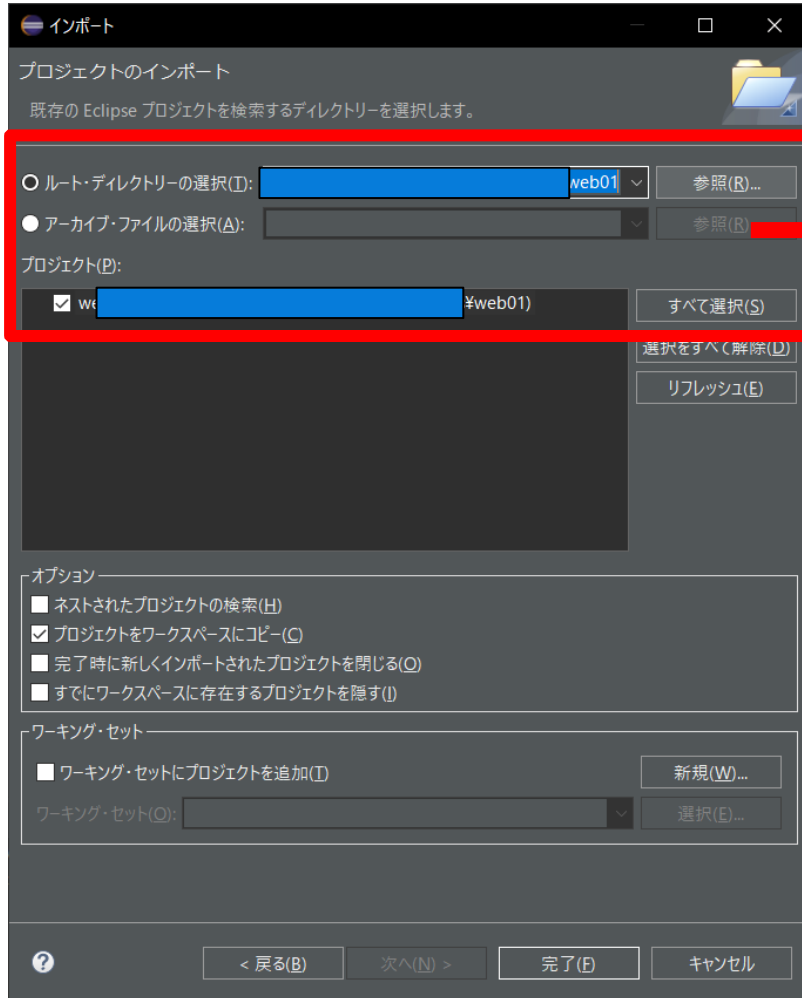 インポート
プロジェクトのインポート
既存の Eclipse プロジェクトを検索するディレクトリーを選択します。
ルート・ディレクトリーの選択(T): web01 参照(R)...
アーカイブ・ファイルの選択(A): 参照(R)
プロジェクト(P):
we ¥web01) すべて選択(S)
選択をすべて解除(D)
リフレッシュ(E)
オプション
ネストされたプロジェクトの検索(H)
プロジェクトをワークスペースにコピー(C)
完了時に新しくインポートされたプロジェクトを閉じる(O)
すでにワークスペースに存在するプロジェクトを隠す(I)
ワーキング・セット
ワーキング・セットにプロジェクトを追加(T) 新規(W)...
ワーキング・セット(O): 選択(E)...
< 戻る(B) 次へ(N) > 完了(F) キャンセル